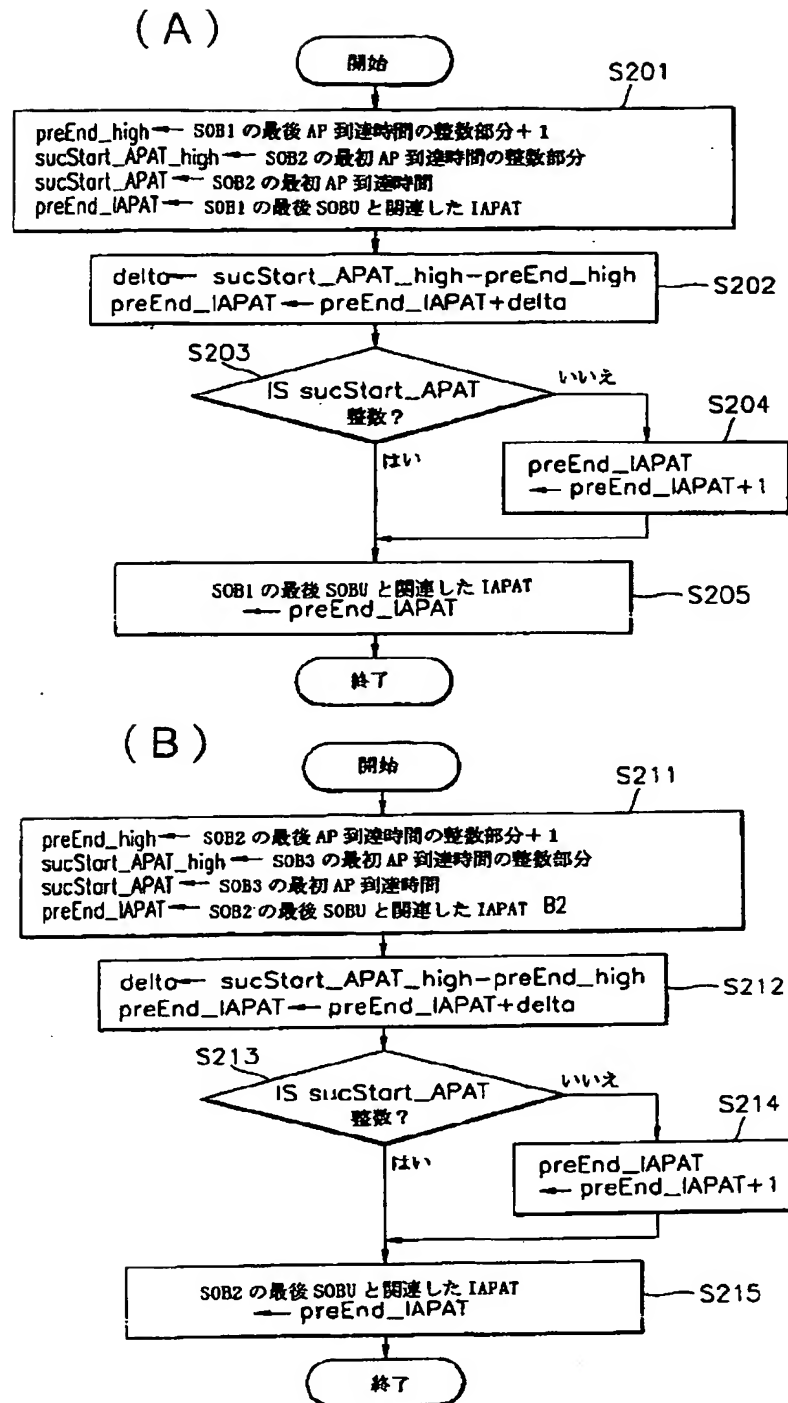 (A)
開始
S201
preEnd_high← SOB1 の最後 AP 到達時間の整数部分+1
sucStart_APAT_high← SOB2 の最初 AP 到達時間の整数部分
sucStart_APAT← SOB2 の最初 AP 到達時間
preEnd_IAPAT← SOB1 の最後 SOBU と関連した IAPAT
delta← sucStart_APAT_high-preEnd_high
preEnd_IAPAT←preEnd_IAPAT+delta
S202
S203
IS sucStart_APAT
整数?
いいえ
はい
S204
preEnd_IAPAT
←preEnd_IAPAT+1
SOB1 の最後 SOBU と関連した IAPAT
←preEnd_IAPAT
S205
終了
(B)
開始
S211
preEnd_high← SOB2 の最後 AP 到達時間の整数部分+1
sucStart_APAT_high← SOB3 の最初 AP 到達時間の整数部分
sucStart_APAT← SOB3 の最初 AP 到達時間
preEnd_IAPAT← SOB2 の最後 SOBU と関連した IAPAT B2
delta← sucStart_APAT_high-preEnd_high
preEnd_IAPAT←preEnd_IAPAT+delta
S212
S213
IS sucStart_APAT
整数?
いいえ
はい
S214
preEnd_IAPAT
←preEnd_IAPAT+1
SOB2 の最後 SOBU と関連した IAPAT
←preEnd_IAPAT
S215
終了